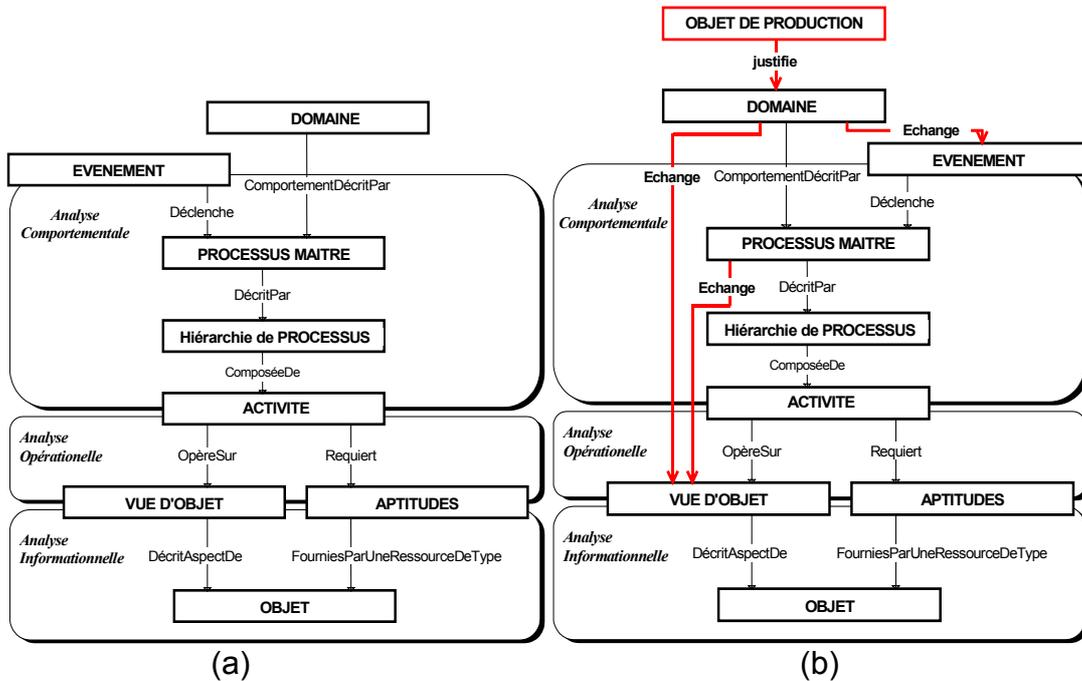 DOMAINE
EVENEMENT
ComportementDécritPar
Analyse
Comportementale
Déclenche
PROCESSUS MAITRE
DécritPar
Hiérarchie de PROCESSUS
ComposéeDe
ACTIVITE
Analyse
Opérationelle
OpèreSur
Requiert
VUE D'OBJET
APTITUDES
Analyse
Informationnelle
DécritAspectDe
FourniesParUneRessourceDeType
OBJET
(a)
OBJET DE PRODUCTION
justifie
DOMAINE
Echange
EVENEMENT
Echange
ComportementDécritPar
Analyse
Comportementale
Déclenche
PROCESSUS MAITRE
Echange
DécritPar
Hiérarchie de PROCESSUS
ComposéeDe
ACTIVITE
Analyse
Opérationelle
OpèreSur
Requiert
VUE D'OBJET
APTITUDES
Analyse
Informationnelle
DécritAspectDe
FourniesParUneRessourceDeType
OBJET
(b)